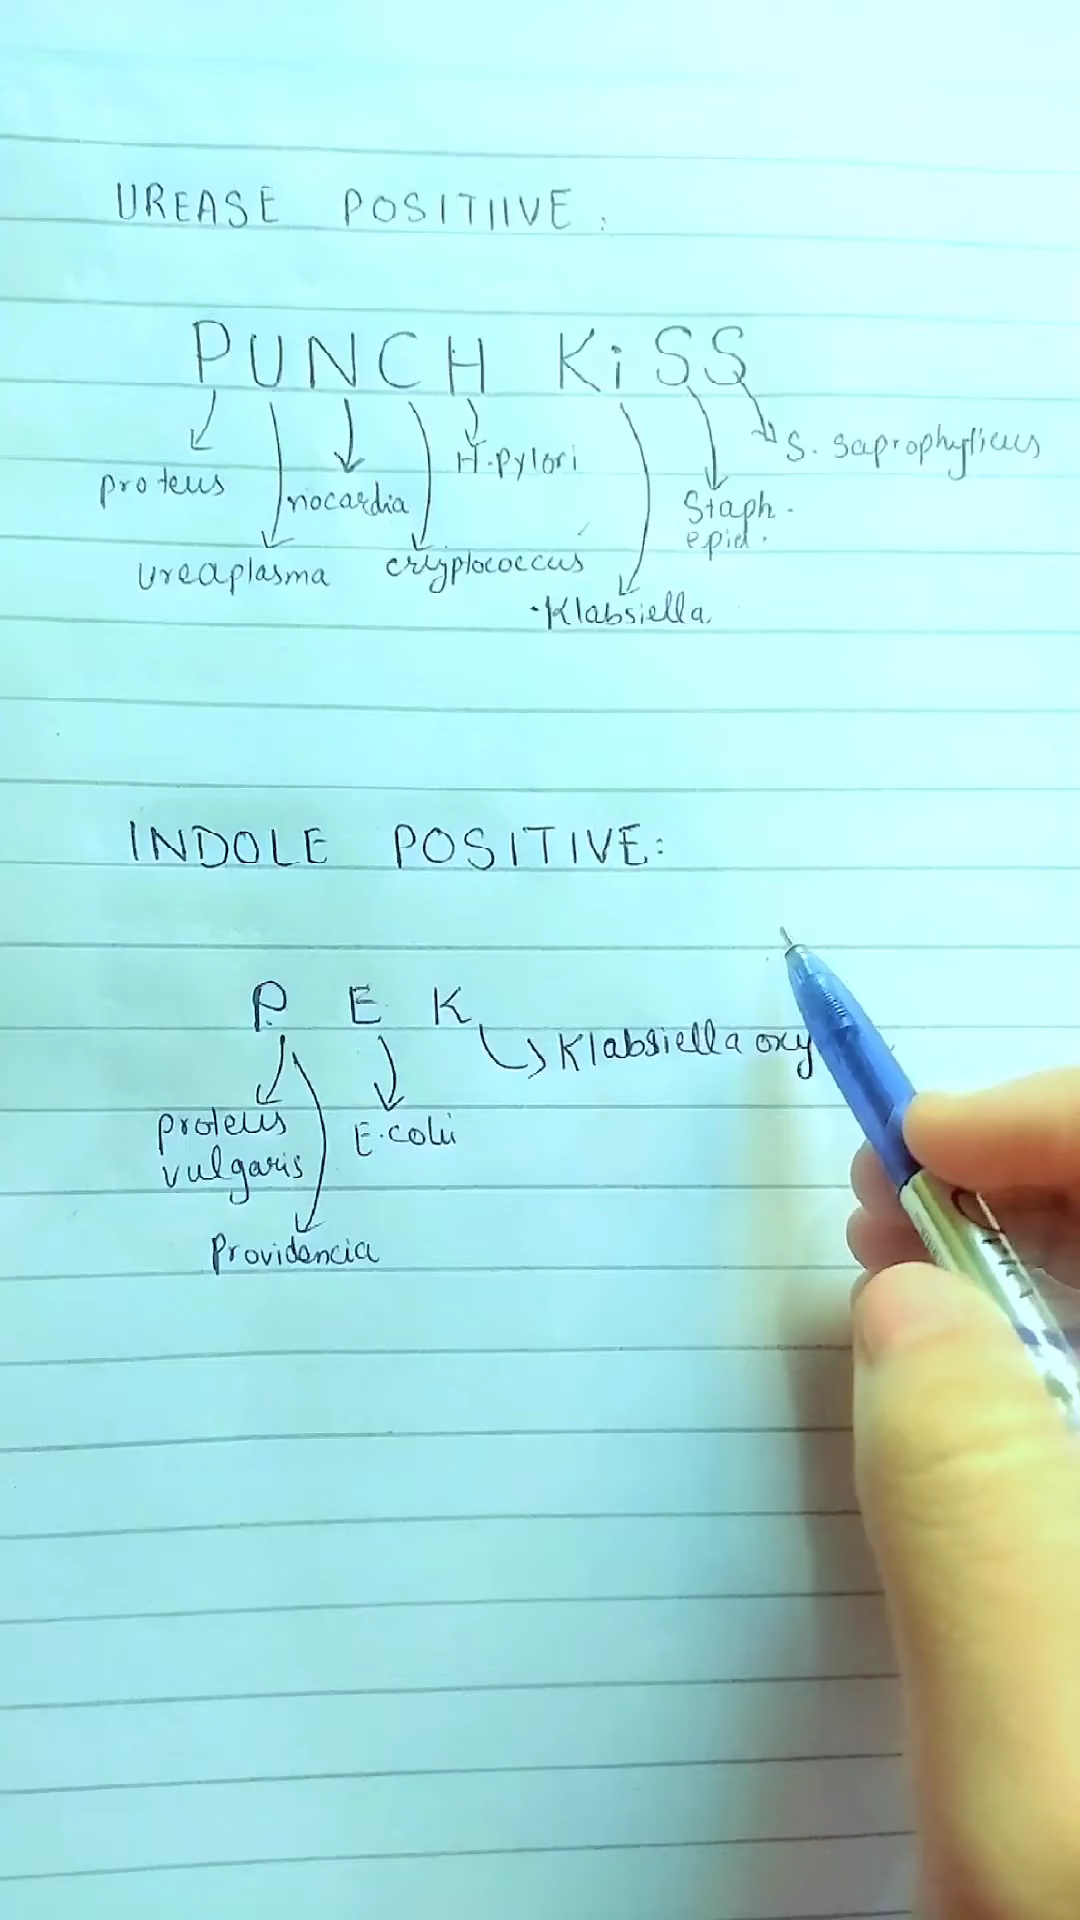 UREASE POSITIIVE:
PUNCH KiSS
proteus
ureaplasma
nocardia
cryptococcus
H.pylori
Klabsiella
Staph.
epid.
S. saprophyticus
INDOLE POSITIVE:
P E K
proteus
vulgaris
Providencia
E.coli
Klabsiella oxy